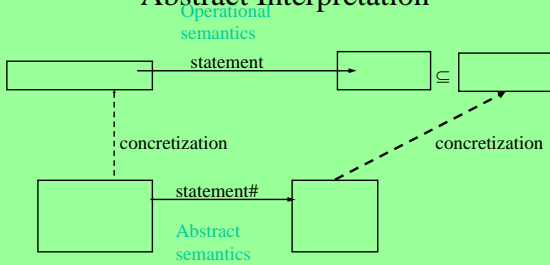 Abstract Interpretation
Operational
semantics
statement
⊆
concretization
concretization
statement#
Abstract
semantics